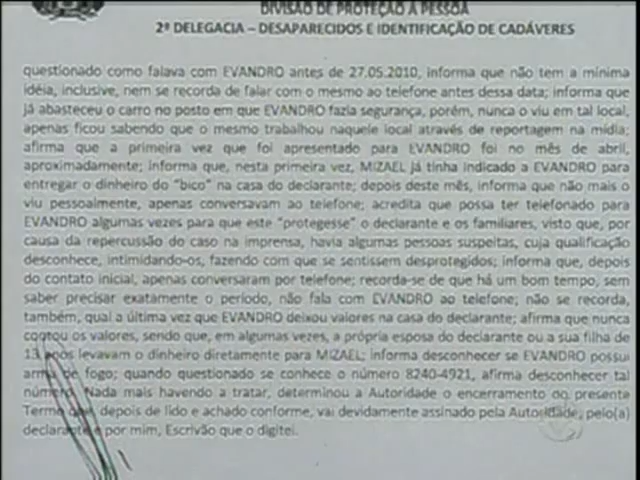 DIVISÃO DE PROTEÇÃO À PESSOA
2ª DELEGACIA – DESAPARECIDOS E IDENTIFICAÇÃO DE CADÁVERES
questionado como falava com EVANDRO antes de 27.05.2010, informa que não tem a mínima
idéia, inclusive, nem se recorda de falar com o mesmo ao telefone antes dessa data; informa que
já abasteceu o carro no posto em que EVANDRO fazia segurança, porém, nunca o viu em tal local,
apenas ficou sabendo que o mesmo trabalhou naquele local através de reportagem na mídia;
afirma que a primeira vez que foi apresentado para EVANDRO foi no mês de abril,
aproximadamente; informa que, nesta primeira vez, MIZAEL já tinha indicado a EVANDRO para
entregar o dinheiro do "bico" na casa do declarante; depois deste mês, informa que não mais o
viu pessoalmente, apenas conversavam ao telefone; acredita que possa ter telefonado para
EVANDRO algumas vezes para que este "protegesse" o declarante e os familiares, visto que, por
causa da repercussão do caso na imprensa, havia algumas pessoas suspeitas, cuja qualificação
desconhece, intimidando-os, fazendo com que se sentissem desprotegidos; informa que, depois
do contato inicial, apenas conversaram por telefone; recorda-se de que há um bom tempo, sem
saber precisar exatamente o período, não fala com EVANDRO ao telefone; não se recorda,
também, qual a última vez que EVANDRO deixou valores na casa do declarante; afirma que nunca
contou os valores, sendo que, em algumas vezes, a própria esposa do declarante ou a sua filha de
13 anos levavam o dinheiro diretamente para MIZAEL; informa desconhecer se EVANDRO possui
arma de fogo; quando questionado se conhece o número 8240-4921, afirma desconhecer tal
número. Nada mais havendo a tratar, determinou a Autoridade o encerramento do presente
Termo que, depois de lido e achado conforme, vai devidamente assinado pela Autoridade, pelo(a)
declarante e por mim, Escrivão que o digitei.